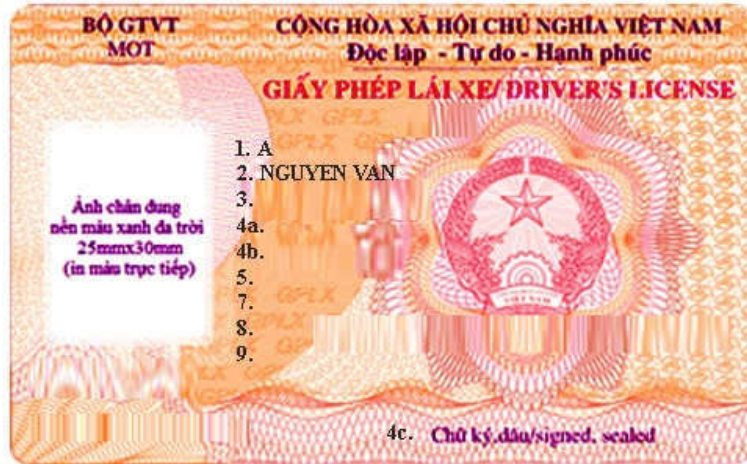 BỘ GTVT
MOT
CỘNG HÒA XÃ HỘI CHỦ NGHĨA VIỆT NAM
Độc lập - Tự do - Hạnh phúc
GIẤY PHÉP LÁI XE/ DRIVER'S LICENSE
Ảnh chân dung
nền màu xanh da trời
25mmx30mm
(in màu trực tiếp)
1. A
2. NGUYEN VAN
3.
4a.
4b.
5.
7.
8.
9.
VIỆT NAM
4c. Chữ ký.dấu/signed, sealed